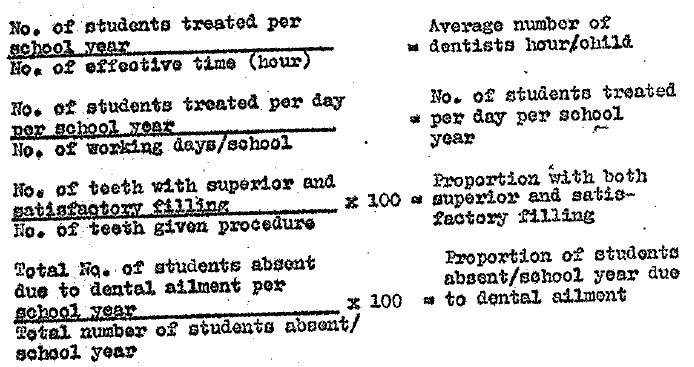 No. of students treated per
school year
No. of effective time (hour)
= Average number of
dentists hour/child
No. of students treated per day
per school year
No. of working days/school
= No. of students treated
per day per school
year
No. of teeth with superior and
satisfactory filling
No. of teeth given procedure
x 100 =
Proportion with both
superior and satis-
factory filling
Total No. of students absent
due to dental ailment per
school year
Total number of students absent/
school year
x 100 =
Proportion of students
absent/school year due
to dental ailment